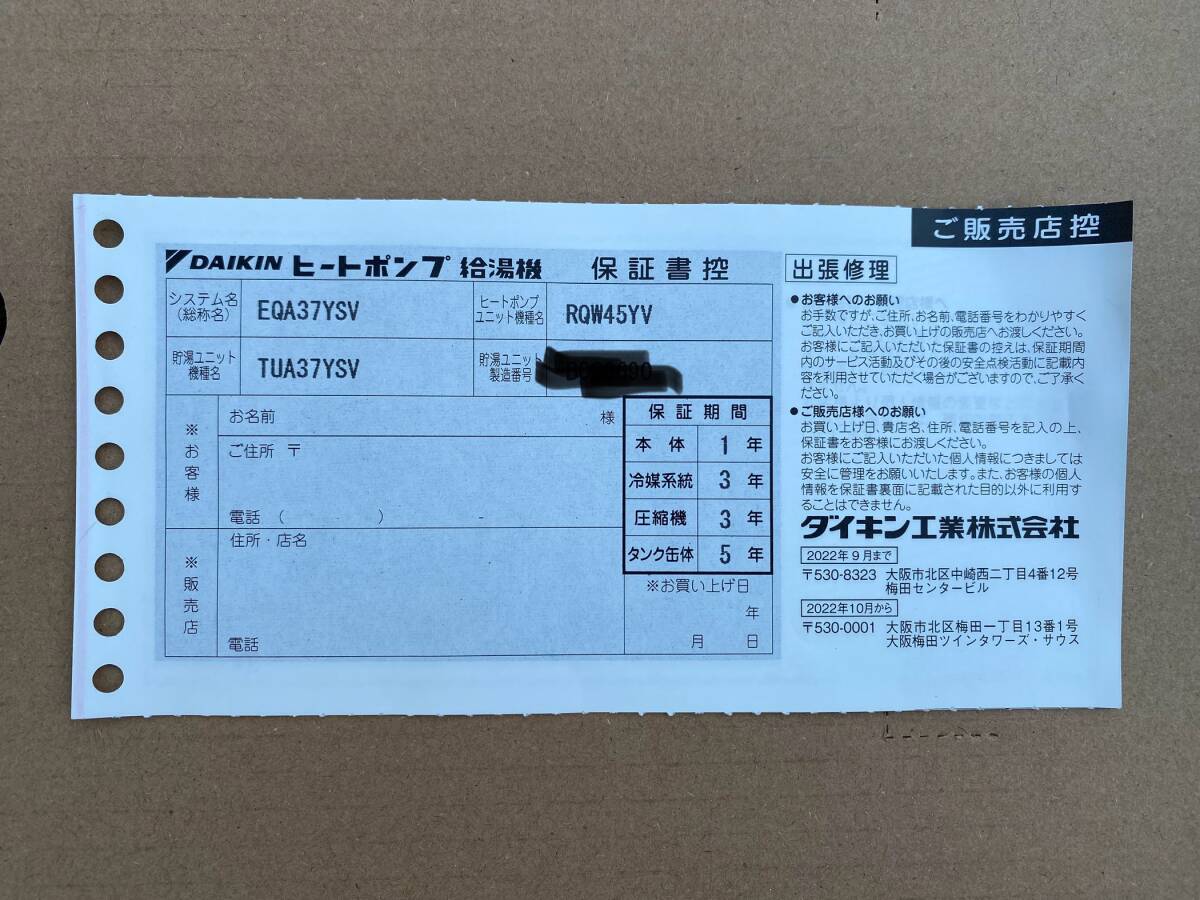 ご販売店控
DAIKIN ヒートポンプ 給湯機 保証書控
システム名
(総称名)
EQA37YSV
ヒートポンプ
ユニット機種名
RQW45YV
貯湯ユニット
機種名
TUA37YSV
貯湯ユニット
製造番号
※お客様
お名前 様
ご住所 〒
電話 ( ) -
保証期間
本体 1 年
冷媒系統 3 年
圧縮機 3 年
タンク缶体 5 年
※販売店
住所・店名
電話
※お買い上げ日
年
月 日
出張修理
●お客様へのお願い
お手数ですが、ご住所、お名前、電話番号をわかりやすく
ご記入いただき、お買い上げの販売店へお渡しください。
お客様にご記入いただいた保証書の控えは、保証期間
内のサービス活動及びその後の安全点検活動に記載内
容を利用させていただく場合がございますので、ご了承く
ださい。
●ご販売店様へのお願い
お買い上げ日、貴店名、住所、電話番号を記入の上、
保証書をお客様にお渡しください。
お客様にご記入いただいた個人情報につきましては
安全に管理をお願いいたします。また、お客様の個人
情報を保証書裏面に記載された目的以外に利用す
ることはできません。
ダイキン工業株式会社
2022年9月まで
〒530-8323 大阪市北区中崎西二丁目4番12号
梅田センタービル
2022年10月から
〒530-0001 大阪市北区梅田一丁目13番1号
大阪梅田ツインタワーズ・サウス